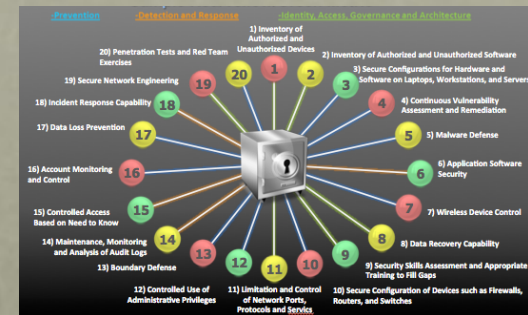 -Prevention
-Detection and Response
-Identity, Access, Governance and Architecture
1) Inventory of
Authorized and
Unauthorized Devices
2) Inventory of Authorized and Unauthorized Software
3) Secure Configurations for Hardware and
Software on Laptops, Workstations, and Servers
4) Continuous Vulnerability
Assessment and Remediation
5) Malware Defense
6) Application Software
Security
7) Wireless Device Control
8) Data Recovery Capability
9) Security Skills Assessment and Appropriate
Training to Fill Gaps
10) Secure Configuration of Devices such as Firewalls,
Routers, and Switches
11) Limitation and Control
of Network Ports,
Protocols and Servics
12) Controlled Use of
Administrative Privileges
13) Boundary Defense
14) Maintenance, Monitoring
and Analysis of Audit Logs
15) Controlled Access
Based on Need to Know
16) Account Monitoring
and Control
17) Data Loss Prevention
18) Incident Response Capability
19) Secure Network Engineering
20) Penetration Tests and Red Team
Exercises
1
2
3
4
5
6
7
8
9
10
11
12
13
14
15
16
17
18
19
20